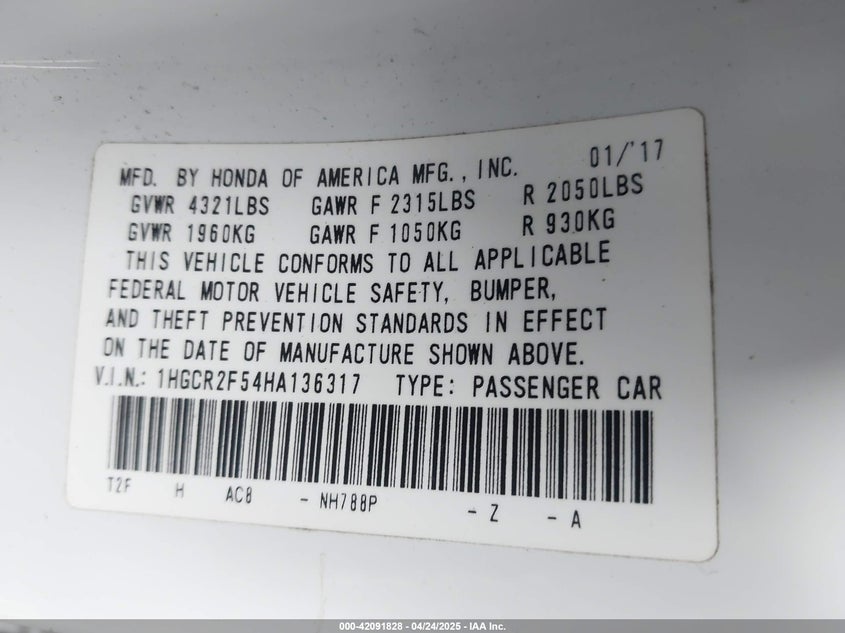 MFD. BY HONDA OF AMERICA MFG., INC. 01/'17
GVWR 4321LBS GAWR F 2315LBS R 2050LBS
GVWR 1960KG GAWR F 1050KG R 930KG
THIS VEHICLE CONFORMS TO ALL APPLICABLE
FEDERAL MOTOR VEHICLE SAFETY, BUMPER,
AND THEFT PREVENTION STANDARDS IN EFFECT
ON THE DATE OF MANUFACTURE SHOWN ABOVE.
V.I.N.: 1HGCR2F54HA136317 TYPE: PASSENGER CAR
T2F H AC8 - NH788P - Z - A
000-42091828 - 04/24/2025 - IAA Inc.